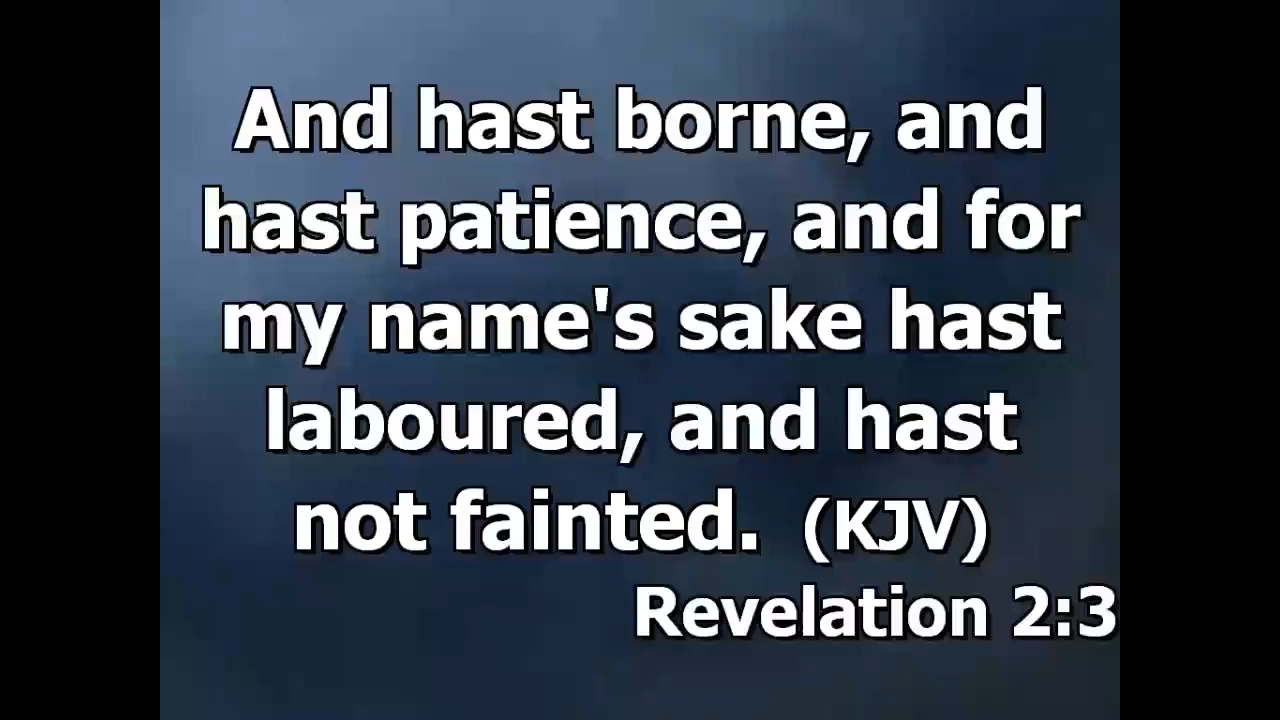 And hast borne, and
hast patience, and for
my name's sake hast
laboured, and hast
not fainted. (KJV)
Revelation 2:3